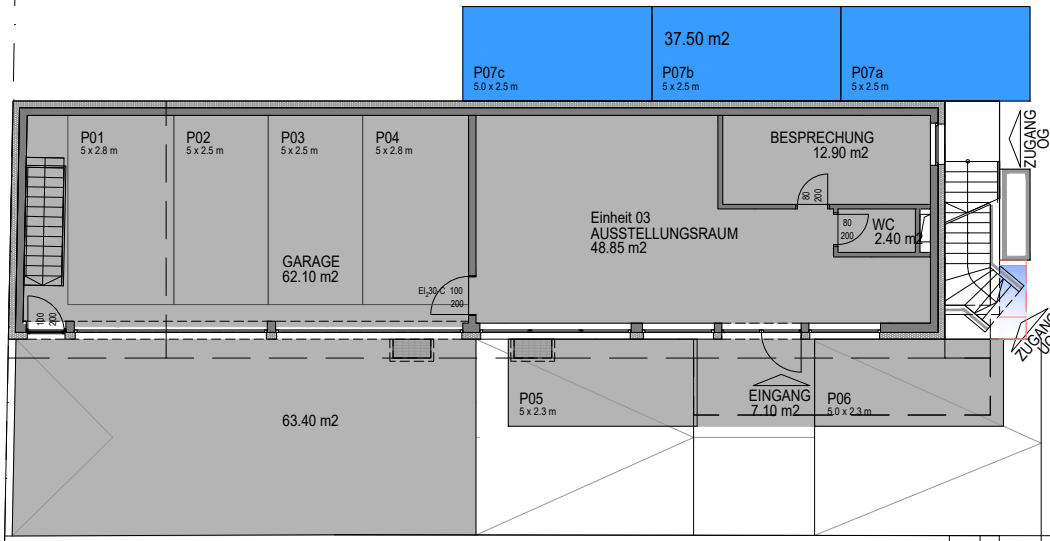 37.50 m2
P07c
5.0 x 2.5 m
P07b
5 x 2.5 m
P07a
5 x 2.5 m
P01
5 x 2.8 m
P02
5 x 2.5 m
P03
5 x 2.5 m
P04
5 x 2.8 m
BESPRECHUNG
12.90 m2
ZUGANG
OG
80
200
Einheit 03
AUSSTELLUNGSRAUM
48.85 m2
80
200
WC
2.40 m2
GARAGE
62.10 m2
EI₂30-C 100
200
100
200
ZUGANG
UG
P05
5 x 2.3 m
EINGANG
7.10 m2
P06
5.0 x 2.3 m
63.40 m2